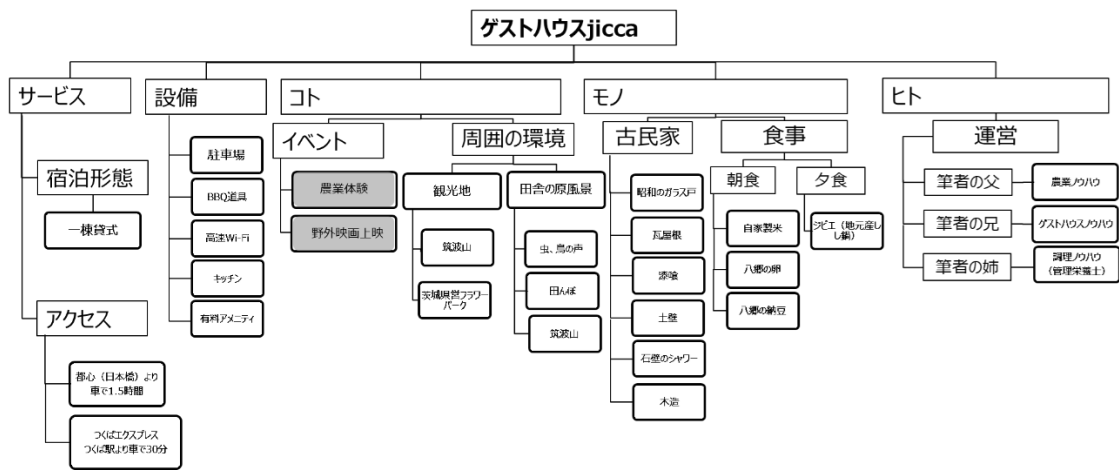 ゲストハウスjicca
サービス
設備
コト
モノ
ヒト
宿泊形態
一棟貸式
アクセス
都心（日本橋）より
車で1.5時間
つくばエクスプレス
つくば駅より車で30分
駐車場
BBQ道具
高速Wi-Fi
キッチン
有料アメニティ
イベント
農業体験
野外映画上映
周囲の環境
観光地
筑波山
茨城県営フラワー
パーク
田舎の原風景
虫、鳥の声
田んぼ
筑波山
古民家
昭和のガラス戸
瓦屋根
漆喰
土壁
石壁のシャワー
木造
食事
朝食
自家製米
八郷の卵
八郷の納豆
夕食
ジビエ（地元産し
し鍋）
運営
筆者の父
農業ノウハウ
筆者の兄
ゲストハウスノウハウ
筆者の姉
調理ノウハウ
（管理栄養士）